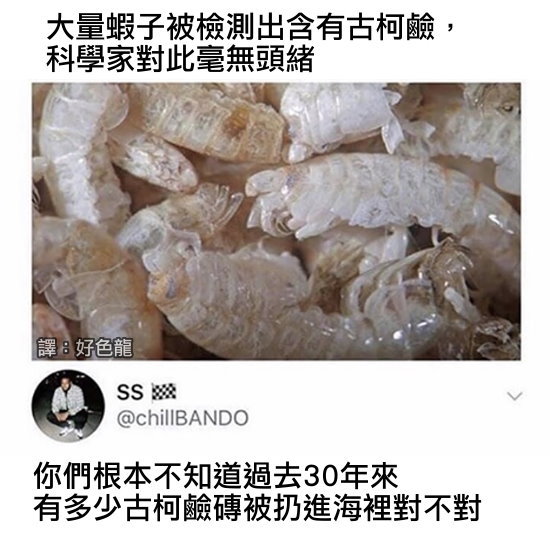 大量蝦子被檢測出含有古柯鹼，
科學家對此毫無頭緒
譯：好色龍
SS 🏁
@chillBANDO
你們根本不知道過去30年來
有多少古柯鹼磚被扔進海裡對不對